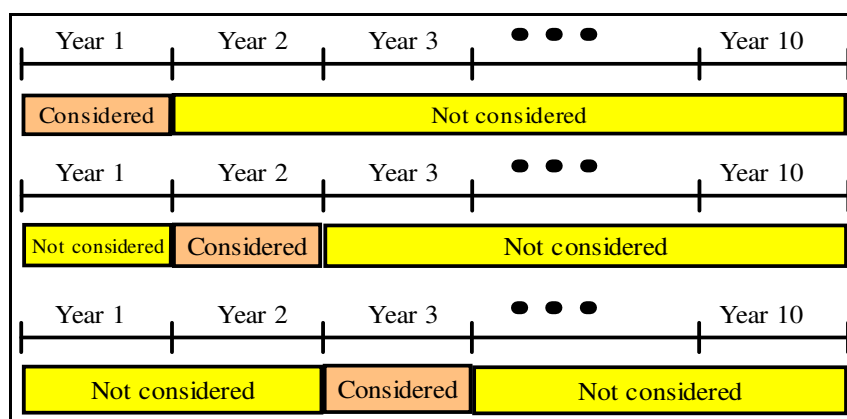 Year 1 Year 2 Year 3 ● ● ● Year 10
Considered Not considered
Year 1 Year 2 Year 3 ● ● ● Year 10
Not considered Considered Not considered
Year 1 Year 2 Year 3 ● ● ● Year 10
Not considered Considered Not considered